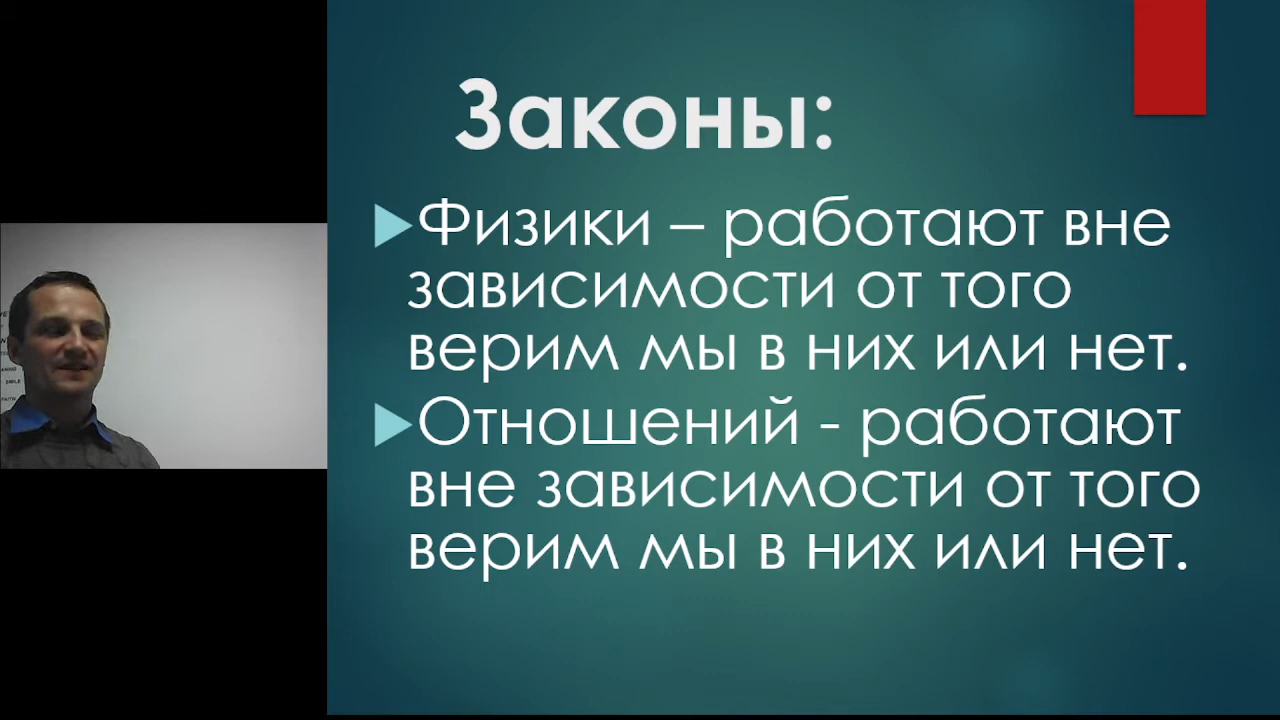 Законы:
Физики – работают вне
зависимости от того
верим мы в них или нет.
Отношений - работают
вне зависимости от того
верим мы в них или нет.
SMILE